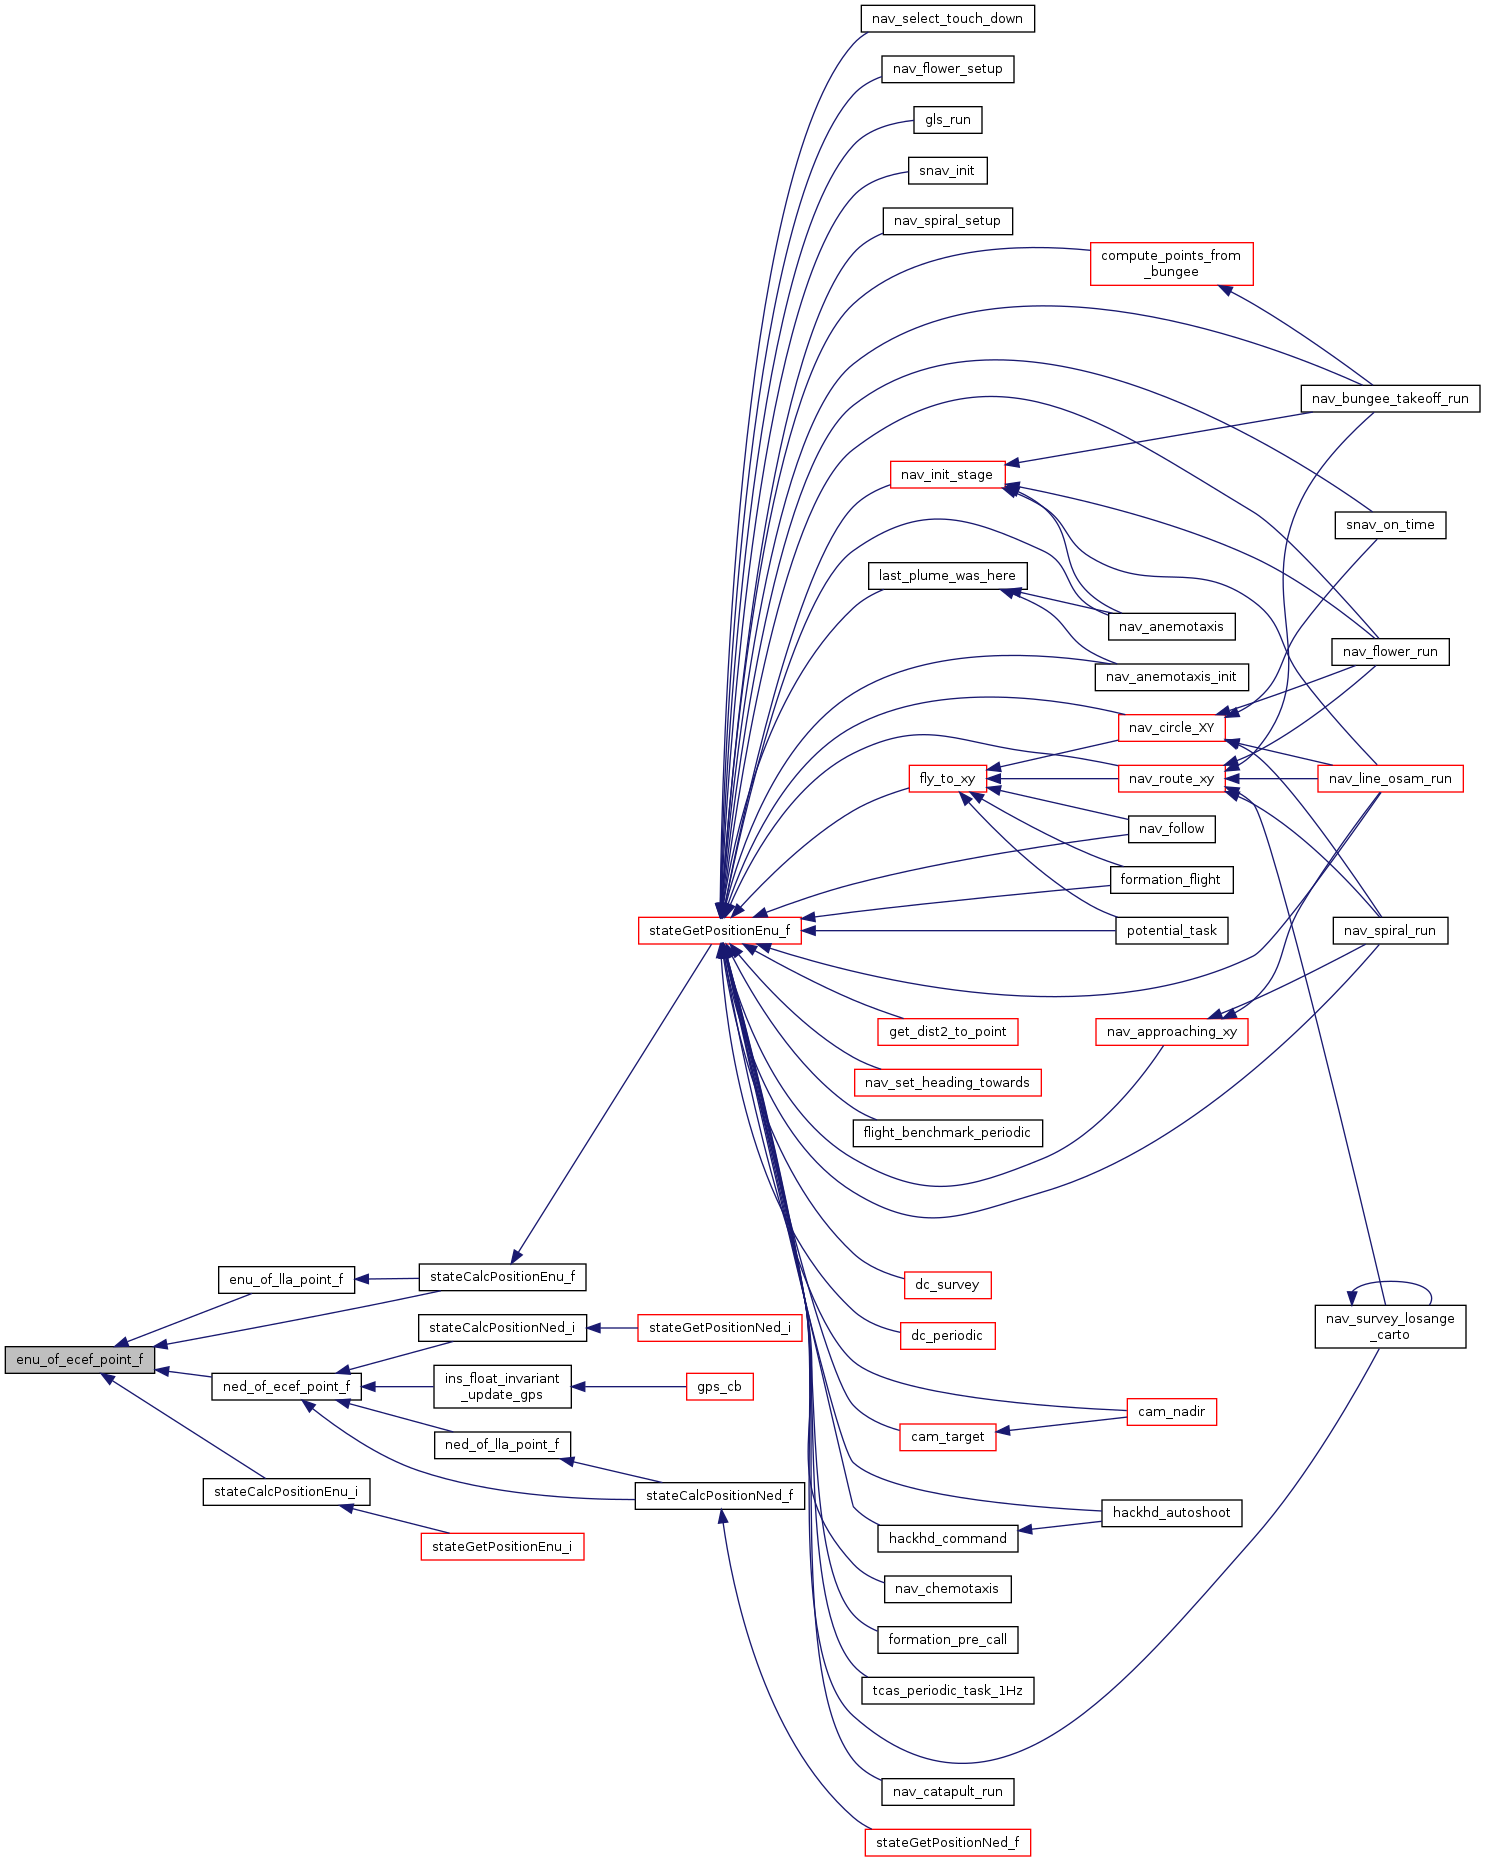 nav_select_touch_down
nav_flower_setup
gls_run
snav_init
nav_spiral_setup
compute_points_from
_bungee
nav_bungee_takeoff_run
nav_init_stage
snav_on_time
last_plume_was_here
nav_anemotaxis
nav_flower_run
nav_anemotaxis_init
nav_circle_XY
fly_to_xy
nav_route_xy
nav_line_osam_run
nav_follow
formation_flight
stateGetPositionEnu_f
potential_task
nav_spiral_run
get_dist2_to_point
nav_approaching_xy
nav_set_heading_towards
flight_benchmark_periodic
enu_of_lla_point_f
stateCalcPositionEnu_f
dc_survey
stateCalcPositionNed_i
stateGetPositionNed_i
dc_periodic
nav_survey_losange
_carto
enu_of_ecef_point_f
ned_of_ecef_point_f
ins_float_invariant
_update_gps
gps_cb
cam_nadir
ned_of_lla_point_f
cam_target
stateCalcPositionEnu_i
stateCalcPositionNed_f
hackhd_autoshoot
stateGetPositionEnu_i
hackhd_command
nav_chemotaxis
formation_pre_call
tcas_periodic_task_1Hz
nav_catapult_run
stateGetPositionNed_f